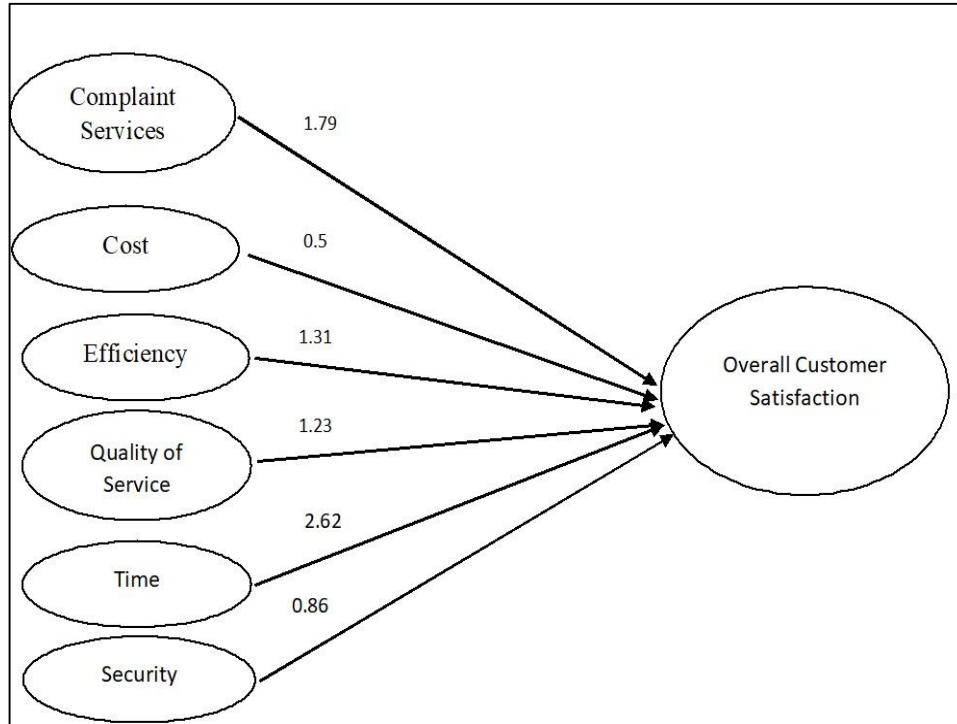 Complaint
Services
1.79
Cost
0.5
Efficiency
1.31
Overall Customer
Satisfaction
Quality of
Service
1.23
Time
2.62
Security
0.86